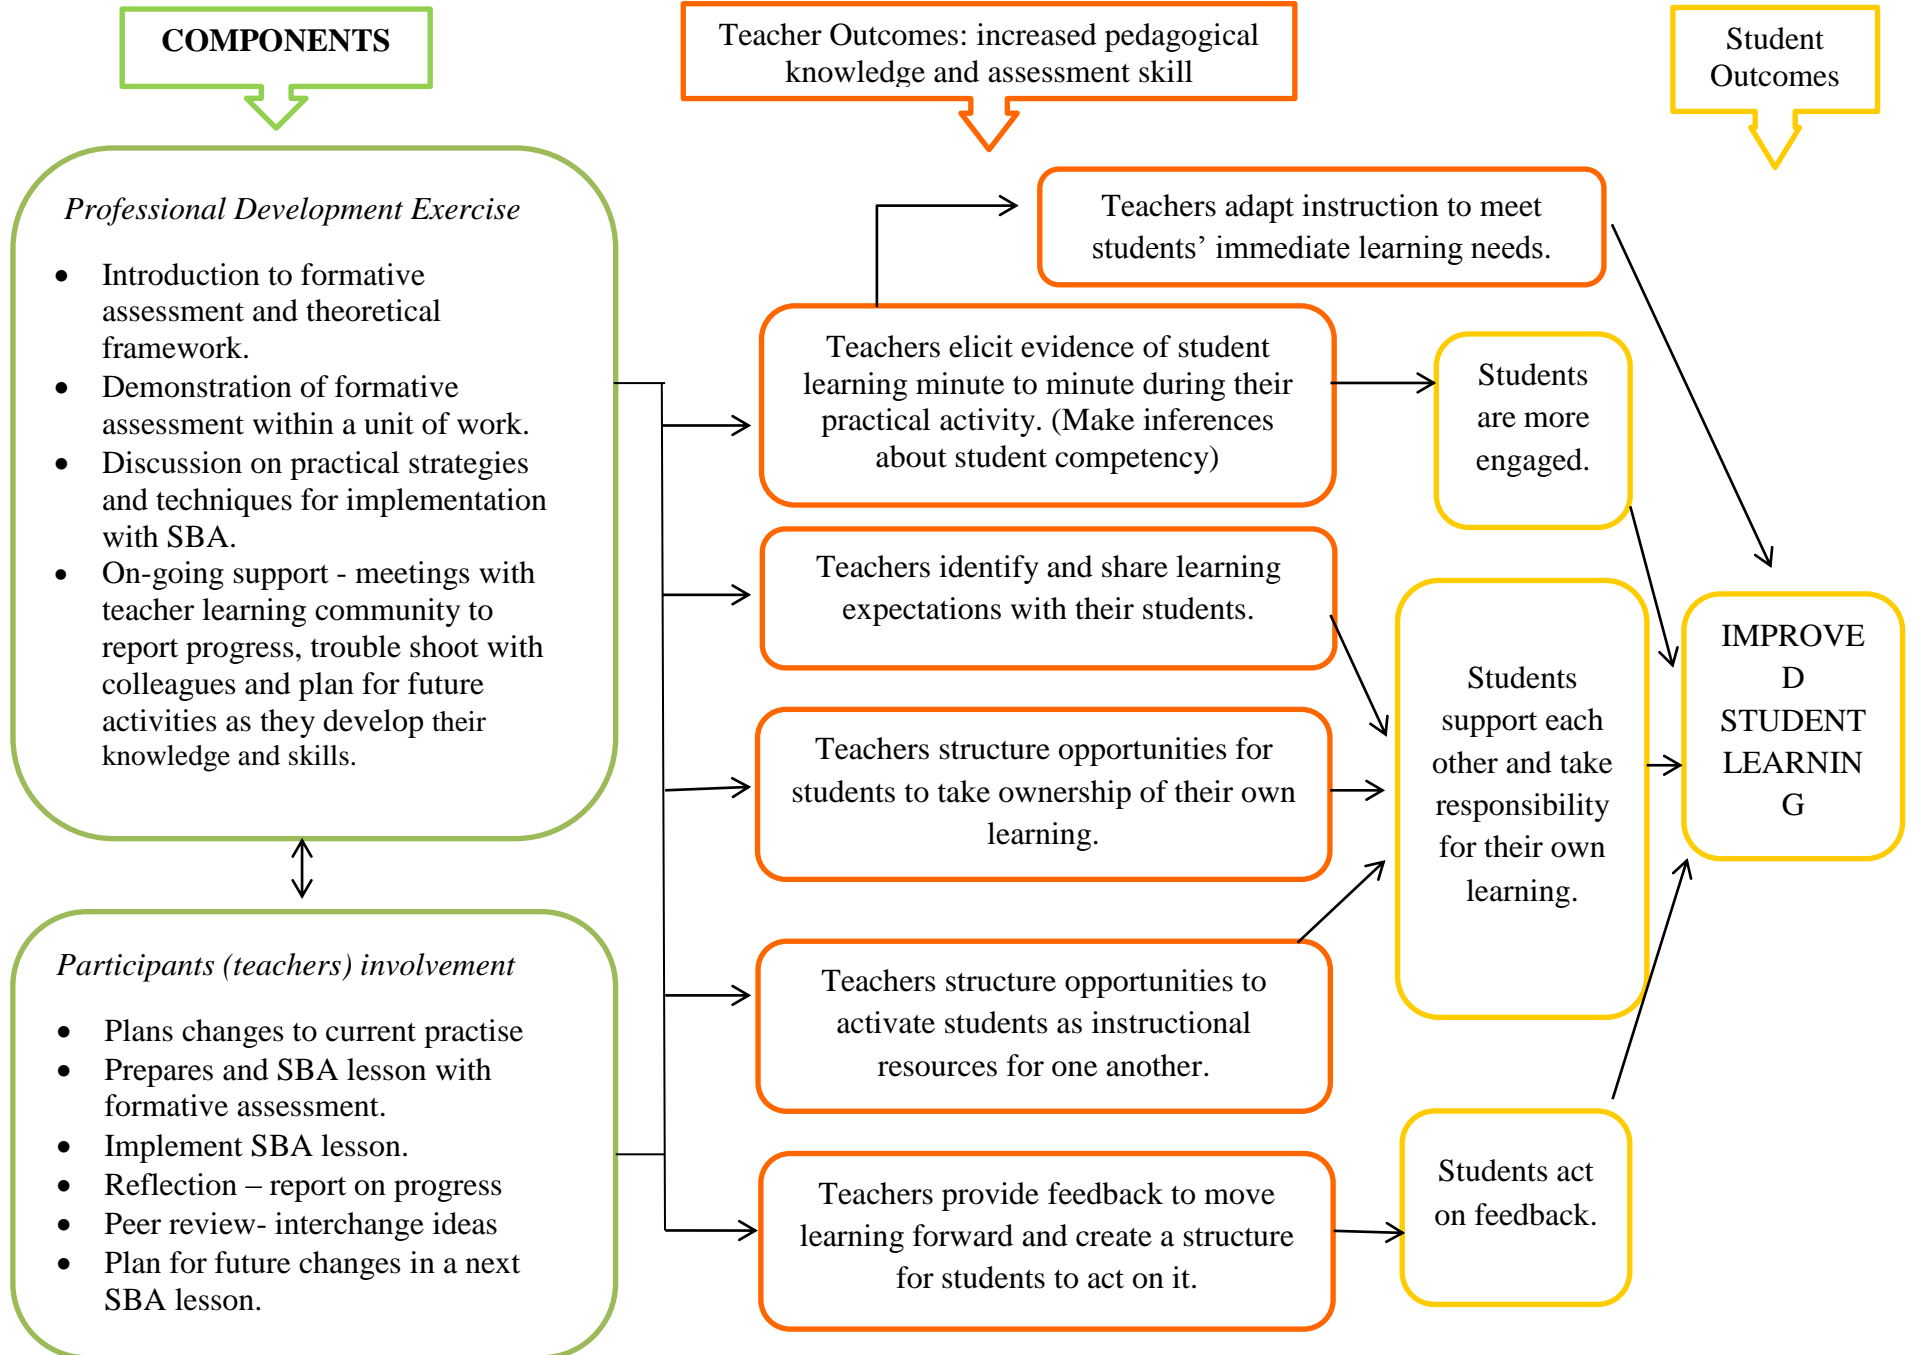 COMPONENTS
Teacher Outcomes: increased pedagogical
knowledge and assessment skill
Student
Outcomes
Professional Development Exercise
• Introduction to formative
assessment and theoretical
framework.
• Demonstration of formative
assessment within a unit of work.
• Discussion on practical strategies
and techniques for implementation
with SBA.
• On-going support - meetings with
teacher learning community to
report progress, trouble shoot with
colleagues and plan for future
activities as they develop their
knowledge and skills.
Participants (teachers) involvement
• Plans changes to current practise
• Prepares and SBA lesson with
formative assessment.
• Implement SBA lesson.
• Reflection – report on progress
• Peer review- interchange ideas
• Plan for future changes in a next
SBA lesson.
Teachers adapt instruction to meet
students’ immediate learning needs.
Teachers elicit evidence of student
learning minute to minute during their
practical activity. (Make inferences
about student competency)
Teachers identify and share learning
expectations with their students.
Teachers structure opportunities for
students to take ownership of their own
learning.
Teachers structure opportunities to
activate students as instructional
resources for one another.
Teachers provide feedback to move
learning forward and create a structure
for students to act on it.
Students
are more
engaged.
Students
support each
other and take
responsibility
for their own
learning.
Students act
on feedback.
IMPROVE
D
STUDENT
LEARNIN
G